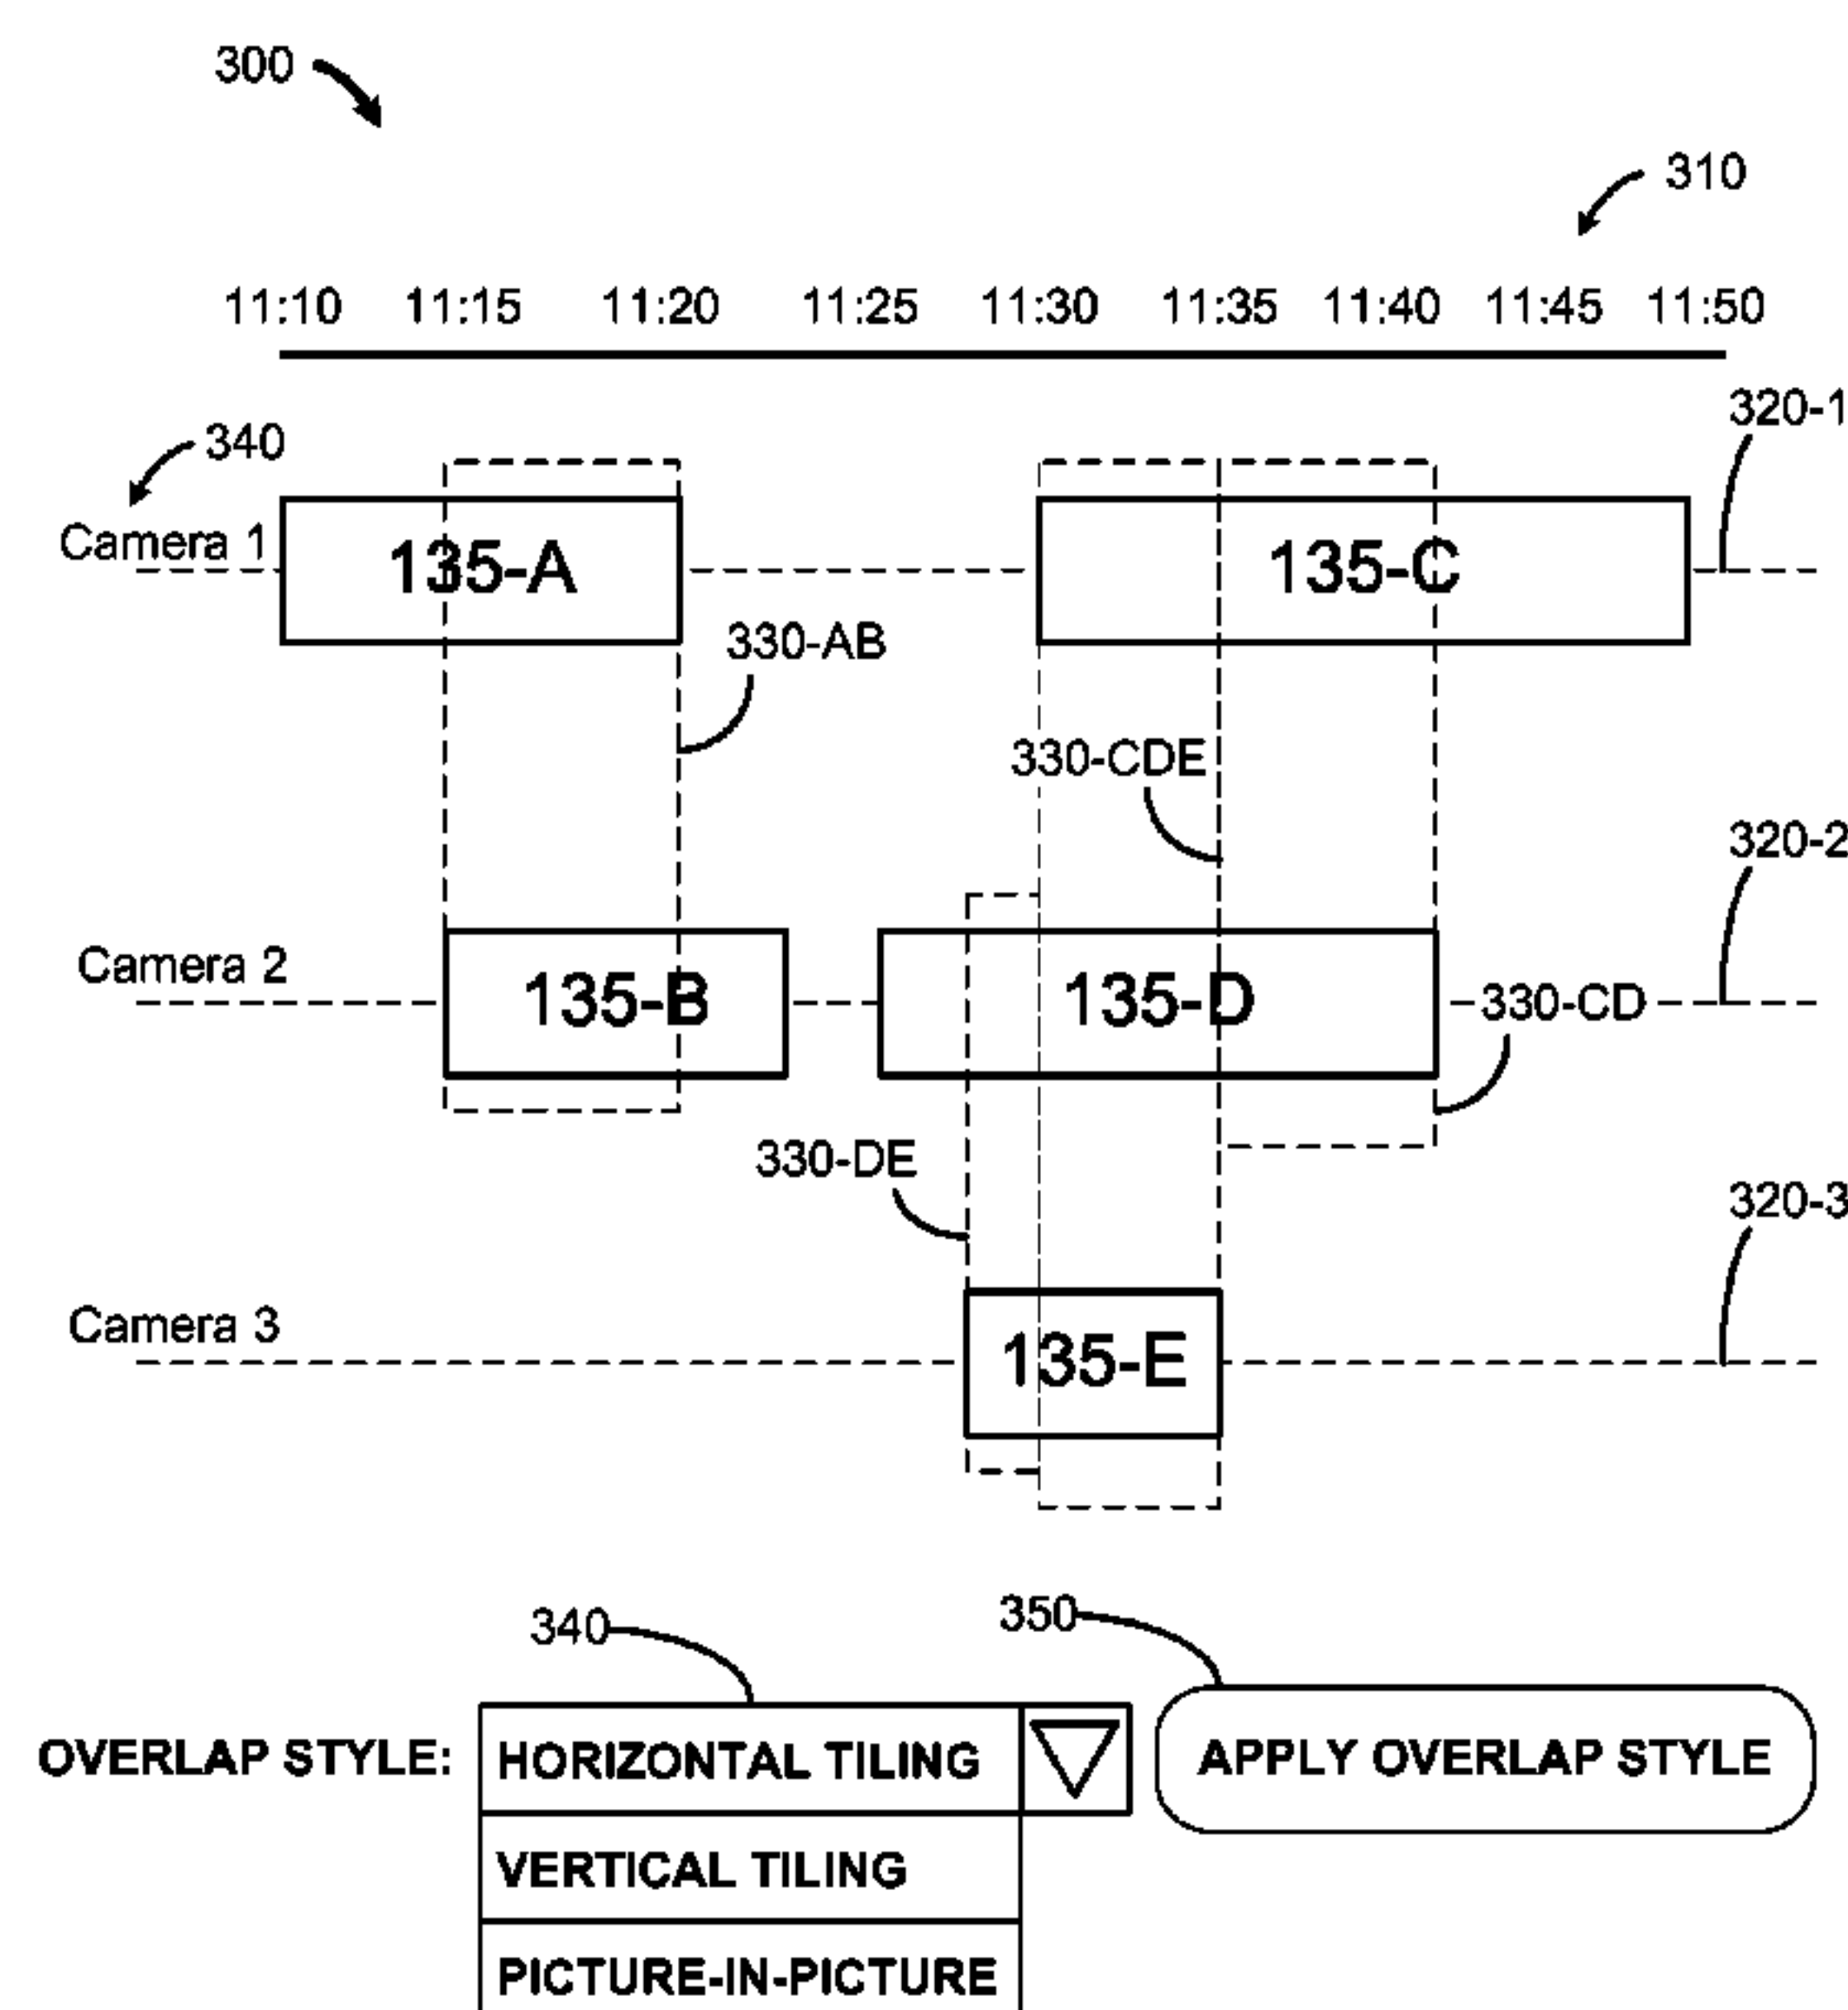 300
310
11:10 11:15 11:20 11:25 11:30 11:35 11:40 11:45 11:50
320-1
340
Camera 1
135-A
135-C
330-AB
330-CDE
320-2
Camera 2
135-B
135-D
330-CD
330-DE
320-3
Camera 3
135-E
340
350
OVERLAP STYLE:
HORIZONTAL TILING
APPLY OVERLAP STYLE
VERTICAL TILING
PICTURE-IN-PICTURE